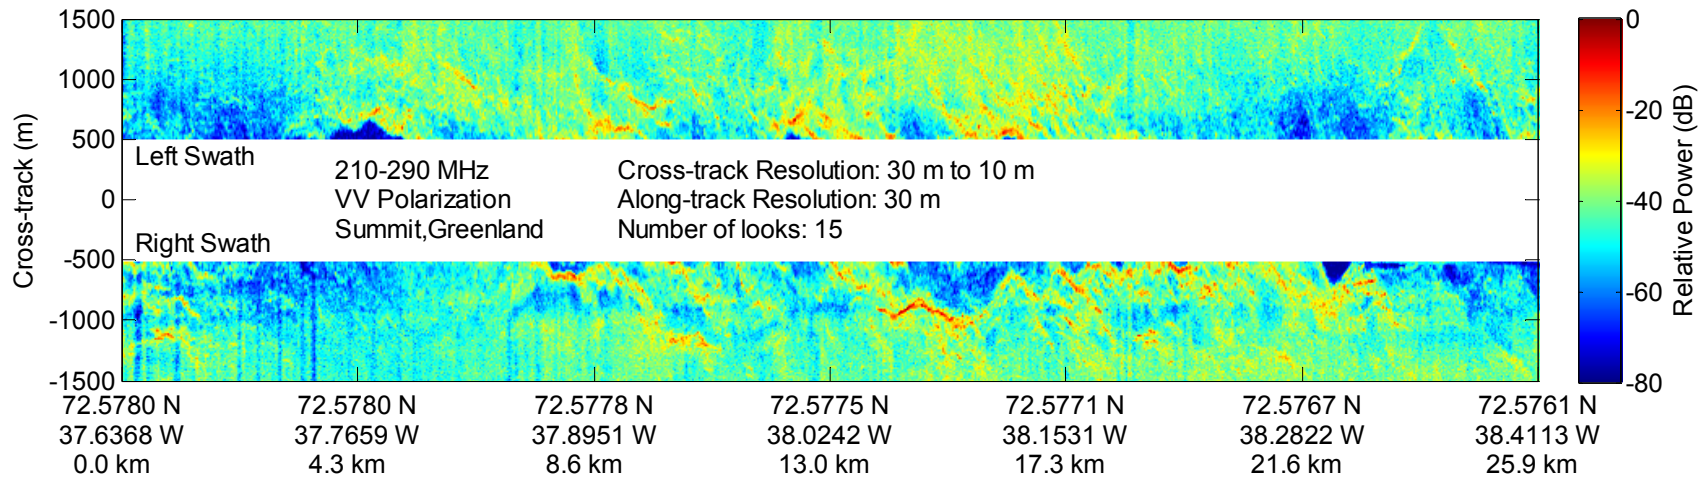 1500
1000
500
0
-500
-1000
-1500
Cross-track (m)
Left Swath
210-290 MHz
VV Polarization
Summit,Greenland
Cross-track Resolution: 30 m to 10 m
Along-track Resolution: 30 m
Number of looks: 15
Right Swath
72.5780 N
37.6368 W
0.0 km
72.5780 N
37.7659 W
4.3 km
72.5778 N
37.8951 W
8.6 km
72.5775 N
38.0242 W
13.0 km
72.5771 N
38.1531 W
17.3 km
72.5767 N
38.2822 W
21.6 km
72.5761 N
38.4113 W
25.9 km
0
-20
-40
-60
-80
Relative Power (dB)